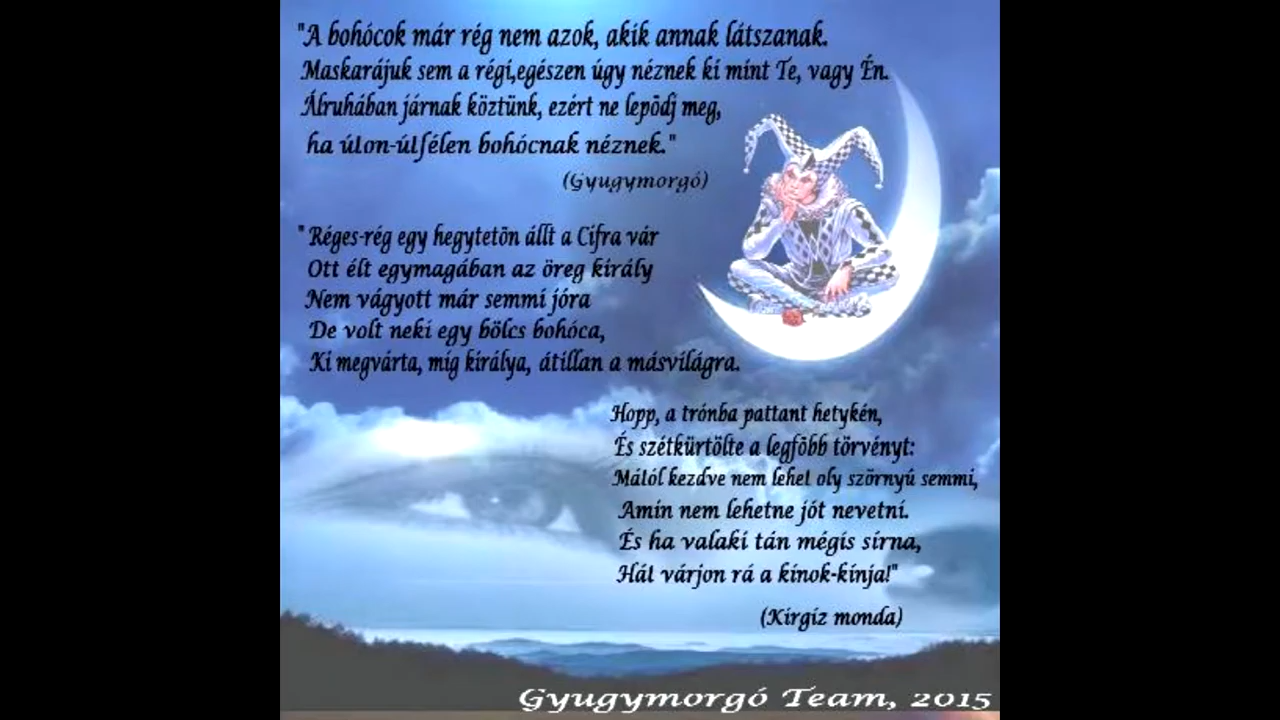 "A bohócok már rég nem azok, akik annak látszanak.
Maskarájuk sem a régi,egészen úgy néznek ki mint Te, vagy Én.
Álruhában járnak köztünk, ezért ne lepõdj meg,
ha úton-útfélen bohócnak néznek."
(Gyugymorgó)
" Réges-rég egy hegytetõn állt a Cifra vár
Ott élt egymagában az öreg király
Nem vágyott már semmi jóra
De volt neki egy bölcs bohóca,
Ki megvárta, míg királya, átillan a másvilágra.
Hopp, a trónba pattant hetykén,
És szétkürtölte a legfõbb törvényt:
Mától kezdve nem lehet oly szörnyú semmi,
Amin nem lehetne jót nevetni.
És ha valaki tán mégis sírna,
Hát várjon rá a kínok-kínja!"
(Kirgiz monda)
Gyugymorgó Team, 2015